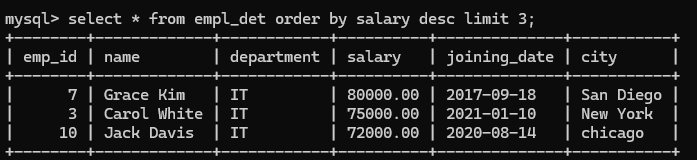 mysql> select * from empl_det order by salary desc limit 3;
+--------+-------------+------------+----------+--------------+-----------+
| emp_id | name        | department | salary   | joining_date | city      |
+--------+-------------+------------+----------+--------------+-----------+
|      7 | Grace Kim   | IT         | 80000.00 | 2017-09-18   | San Diego |
|      3 | Carol White | IT         | 75000.00 | 2021-01-10   | New York  |
|     10 | Jack Davis  | IT         | 72000.00 | 2020-08-14   | chicago   |
+--------+-------------+------------+----------+--------------+-----------+